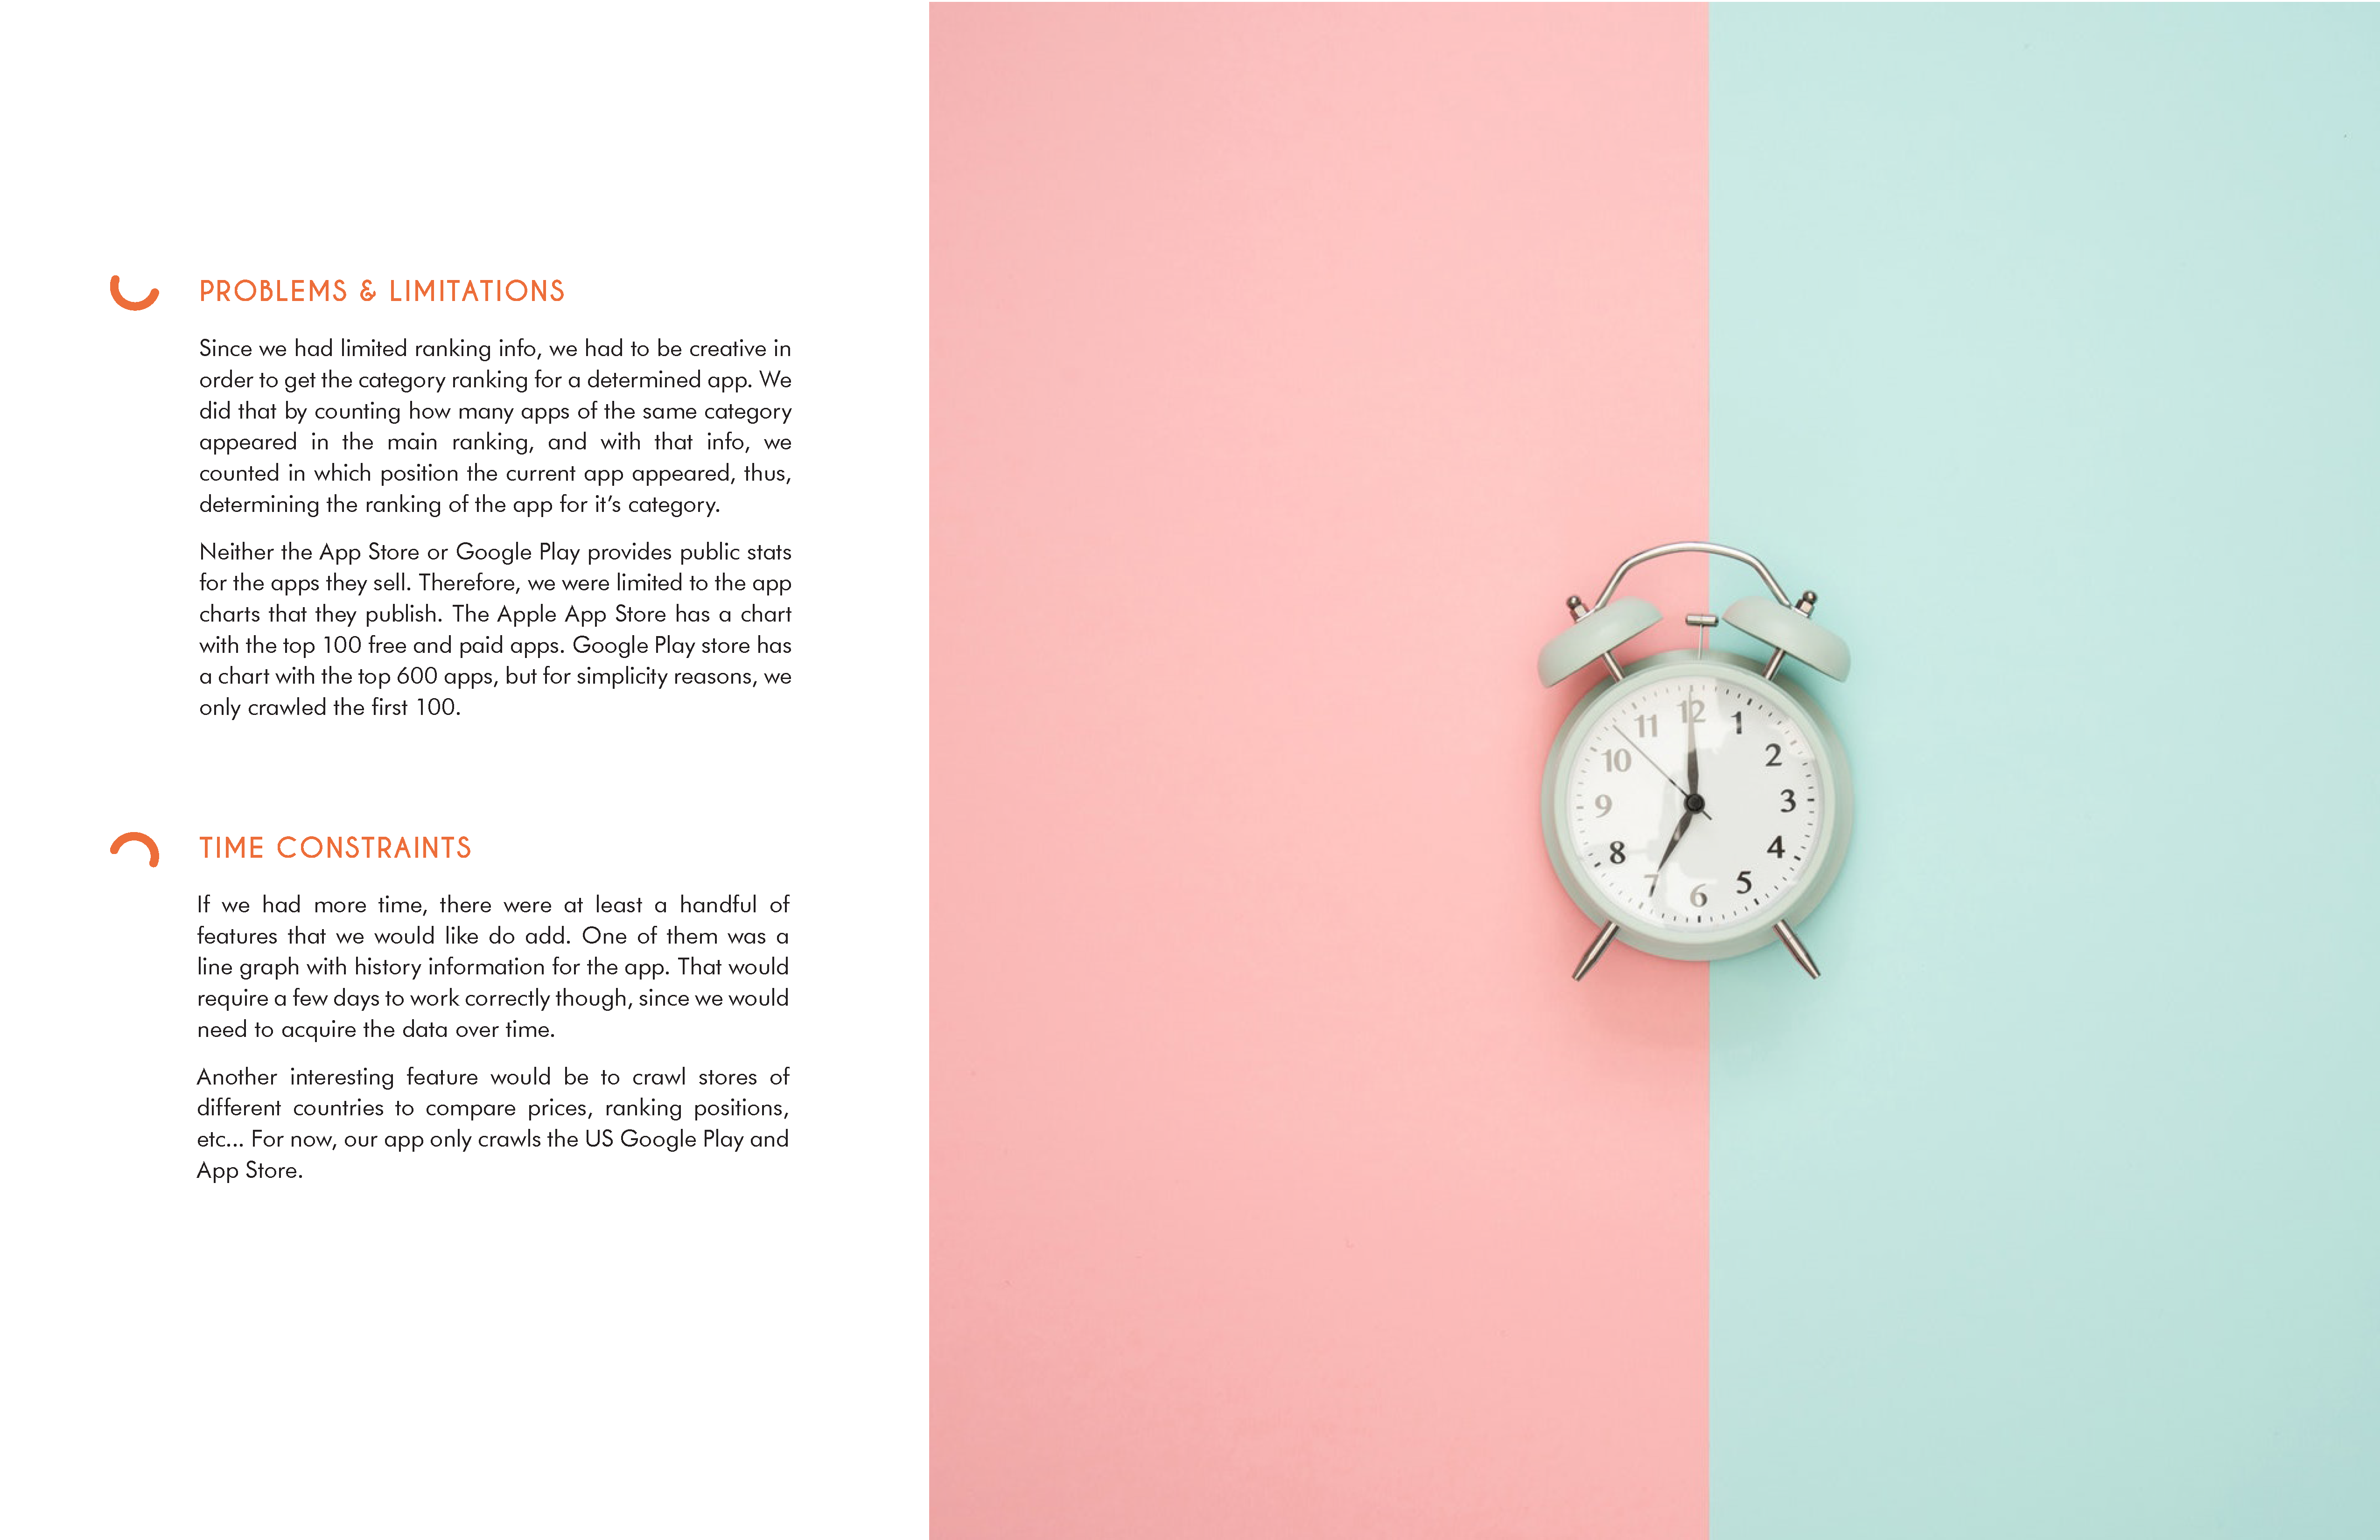 PROBLEMS & LIMITATIONS
Since we had limited ranking info, we had to be creative in
order to get the category ranking for a determined app. We
did that by counting how many apps of the same category
appeared in the main ranking, and with that info, we
counted in which position the current app appeared, thus,
determining the ranking of the app for it’s category.
Neither the App Store or Google Play provides public stats
for the apps they sell. Therefore, we were limited to the app
charts that they publish. The Apple App Store has a chart
with the top 100 free and paid apps. Google Play store has
a chart with the top 600 apps, but for simplicity reasons, we
only crawled the first 100.
TIME CONSTRAINTS
If we had more time, there were at least a handful of
features that we would like do add. One of them was a
line graph with history information for the app. That would
require a few days to work correctly though, since we would
need to acquire the data over time.
Another interesting feature would be to crawl stores of
different countries to compare prices, ranking positions,
etc... For now, our app only crawls the US Google Play and
App Store.
12
1
2
3
4
5
6
7
8
9
10
11